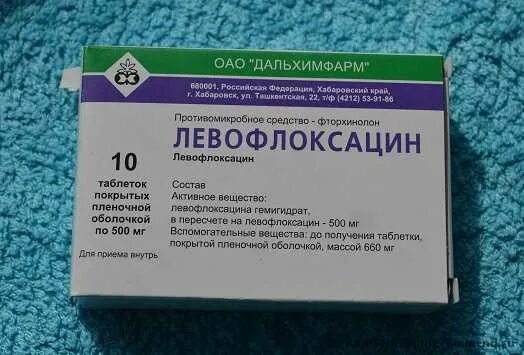 ОАО "ДАЛЬХИМФАРМ"
680001, Российская Федерация, Хабаровский край,
г. Хабаровск, ул. Ташкентская, 22, т/ф (4212) 53-91-86
Противомикробное средство - фторхинолон
ЛЕВОФЛОКСАЦИН
Левофлоксацин
10
таблеток
покрытых
пленочной
оболочкой
по 500 мг
Для приема внутрь
Состав
Активное вещество:
левофлоксацина гемигидрат,
в пересчете на левофлоксацин - 500 мг
Вспомогательные вещества: до получения таблетки,
покрытой пленочной оболочкой, массой 660 мг